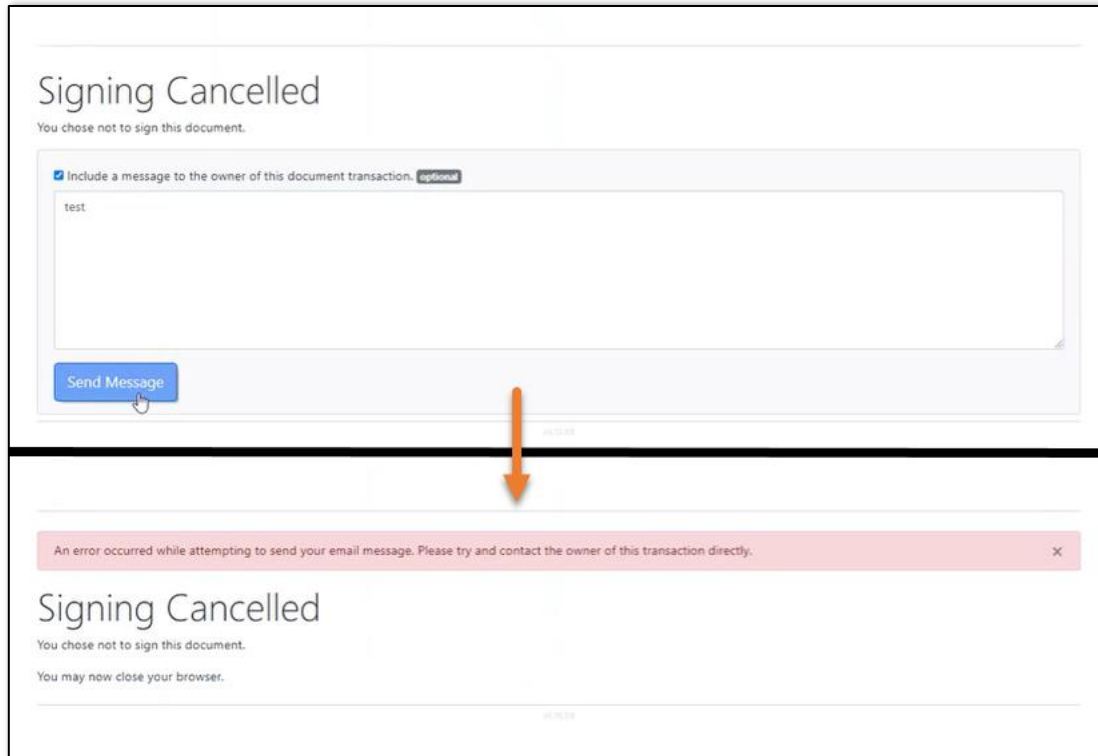 Signing Cancelled
You chose not to sign this document.
Include a message to the owner of this document transaction. optional
test
Send Message
An error occurred while attempting to send your email message. Please try and contact the owner of this transaction directly. ×
Signing Cancelled
You chose not to sign this document.
You may now close your browser.